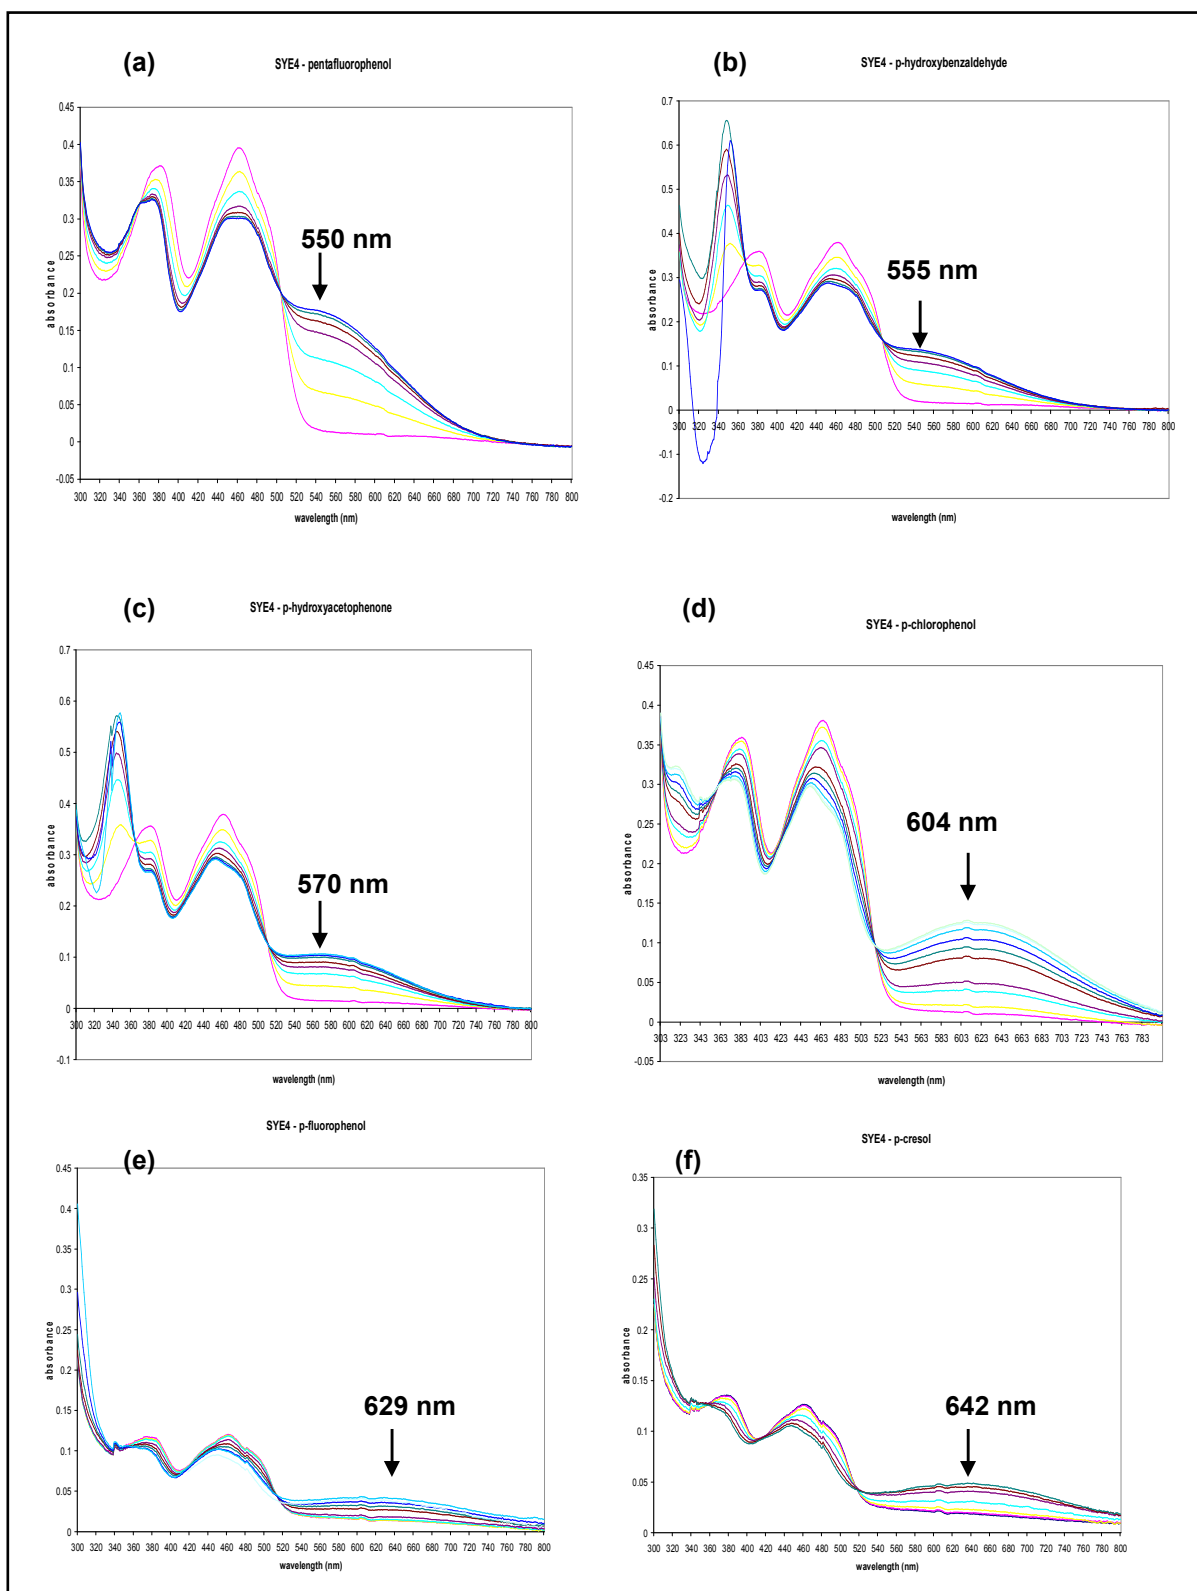 (a)
SYE4 - pentafluorophenol
0.45
0.4
0.35
0.3
0.25
0.2
0.15
0.1
0.05
0
-0.05
absorbance
550 nm
300 320 340 360 380 400 420 440 460 480 500 520 540 560 580 600 620 640 660 680 700 720 740 760 780 800
wavelength (nm)
(b)
SYE4 - p-hydroxybenzaldehyde
0.7
0.6
0.5
0.4
0.3
0.2
0.1
0
-0.1
-0.2
absorbance
555 nm
300 320 340 360 380 400 420 440 460 480 500 520 540 560 580 600 620 640 660 680 700 720 740 760 780 800
wavelength (nm)
(c)
SYE4 - p-hydroxyacetophenone
0.7
0.6
0.5
0.4
0.3
0.2
0.1
0
-0.1
absorbance
570 nm
300 320 340 360 380 400 420 440 460 480 500 520 540 560 580 600 620 640 660 680 700 720 740 760 780 800
wavelength (nm)
(d)
SYE4 - p-chlorophenol
0.45
0.4
0.35
0.3
0.25
0.2
0.15
0.1
0.05
0
-0.05
absorbance
604 nm
303 323 343 363 383 403 423 443 463 483 503 523 543 563 583 603 623 643 663 683 703 723 743 763 783
wavelength (nm)
(e)
SYE4 - p-fluorophenol
0.45
0.4
0.35
0.3
0.25
0.2
0.15
0.1
0.05
0
absorbance
629 nm
300 320 340 360 380 400 420 440 460 480 500 520 540 560 580 600 620 640 660 680 700 720 740 760 780 800
wavelength (nm)
(f)
SYE4 - p-cresol
0.35
0.3
0.25
0.2
0.15
0.1
0.05
0
absorbance
642 nm
300 320 340 360 380 400 420 440 460 480 500 520 540 560 580 600 620 640 660 680 700 720 740 760 780 800
wavelength (nm)